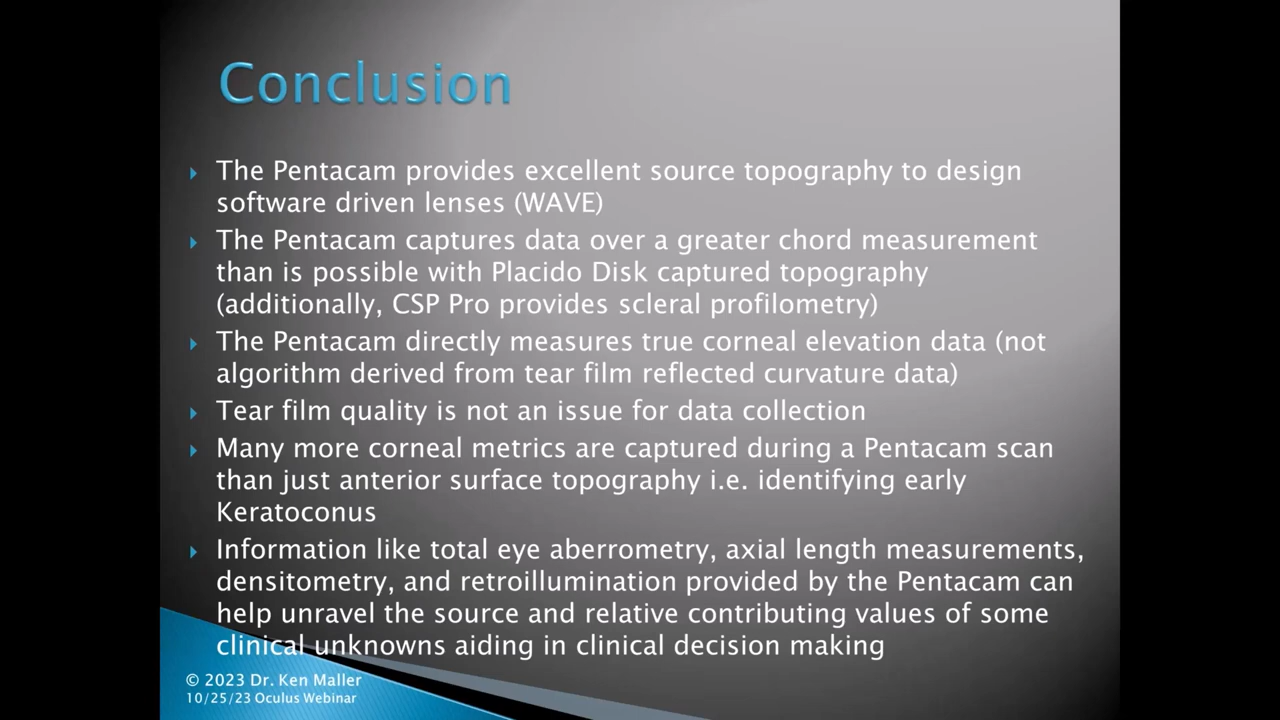 Conclusion
The Pentacam provides excellent source topography to design
software driven lenses (WAVE)
The Pentacam captures data over a greater chord measurement
than is possible with Placido Disk captured topography
(additionally, CSP Pro provides scleral profilometry)
The Pentacam directly measures true corneal elevation data (not
algorithm derived from tear film reflected curvature data)
Tear film quality is not an issue for data collection
Many more corneal metrics are captured during a Pentacam scan
than just anterior surface topography i.e. identifying early
Keratoconus
Information like total eye aberrometry, axial length measurements,
densitometry, and retroillumination provided by the Pentacam can
help unravel the source and relative contributing values of some
clinical unknowns aiding in clinical decision making
© 2023 Dr. Ken Maller
10/25/23 Oculus Webinar